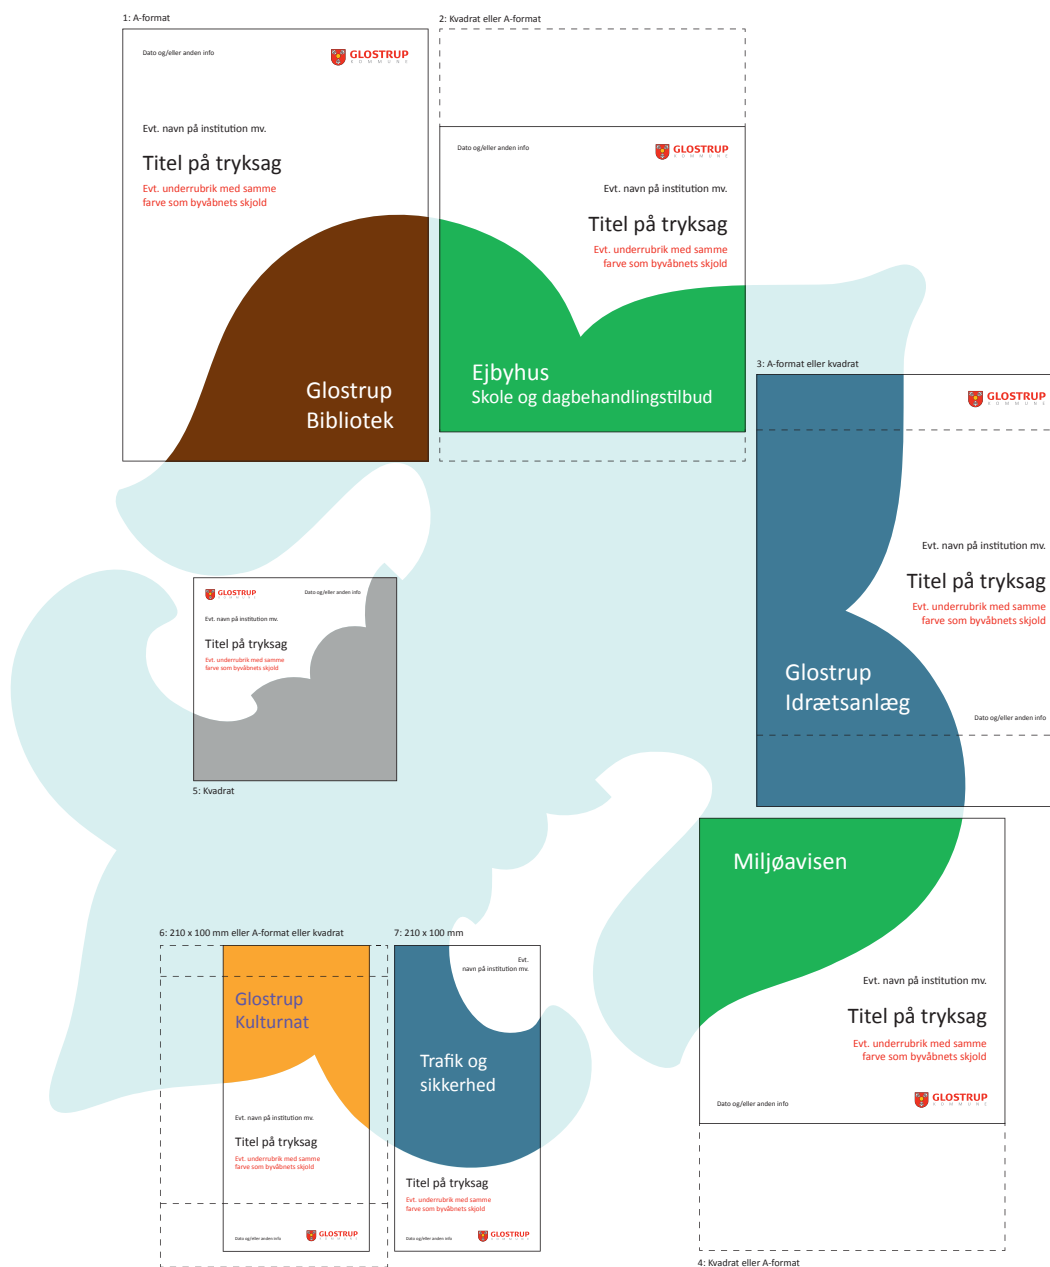 1: A-format
Dato og/eller anden info
GLOSTRUP
KOMMUNE
Evt. navn på institution mv.
Titel på tryksag
Evt. underrubrik med samme
farve som byvåbnets skjold
Glostrup
Bibliotek
2: Kvadrat eller A-format
Dato og/eller anden info
GLOSTRUP
KOMMUNE
Evt. navn på institution mv.
Titel på tryksag
Evt. underrubrik med samme
farve som byvåbnets skjold
Ejbyhus
Skole og dagbehandlingstilbud
3: A-format eller kvadrat
GLOSTRUP
KOMMUNE
Evt. navn på institution mv.
Titel på tryksag
Evt. underrubrik med samme
farve som byvåbnets skjold
Glostrup
Idrætsanlæg
Dato og/eller anden info
GLOSTRUP
KOMMUNE
Dato og/eller anden info
Evt. navn på institution mv.
Titel på tryksag
Evt. underrubrik med samme
farve som byvåbnets skjold
5: Kvadrat
Miljøavisen
Evt. navn på institution mv.
Titel på tryksag
Evt. underrubrik med samme
farve som byvåbnets skjold
Dato og/eller anden info
GLOSTRUP
KOMMUNE
4: Kvadrat eller A-format
6: 210 x 100 mm eller A-format eller kvadrat
Glostrup
Kulturnat
Evt. navn på institution mv.
Titel på tryksag
Evt. underrubrik med samme
farve som byvåbnets skjold
Dato og/eller anden info
GLOSTRUP
KOMMUNE
7: 210 x 100 mm
Evt.
navn på institution mv.
Trafik og
sikkerhed
Titel på tryksag
Evt. underrubrik med samme
farve som byvåbnets skjold
Dato og/eller anden info
GLOSTRUP
KOMMUNE